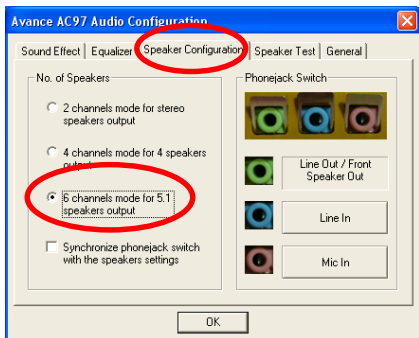 Avance AC97 Audio Configuration
Sound Effect Equalizer Speaker Configuration Speaker Test General
No. of Speakers
2 channels mode for stereo
speakers output
4 channels mode for 4 speakers
output
6 channels mode for 5.1
speakers output
Synchronize phonejack switch
with the speakers settings
Phonejack Switch
Line Out / Front
Speaker Out
Line In
Mic In
OK